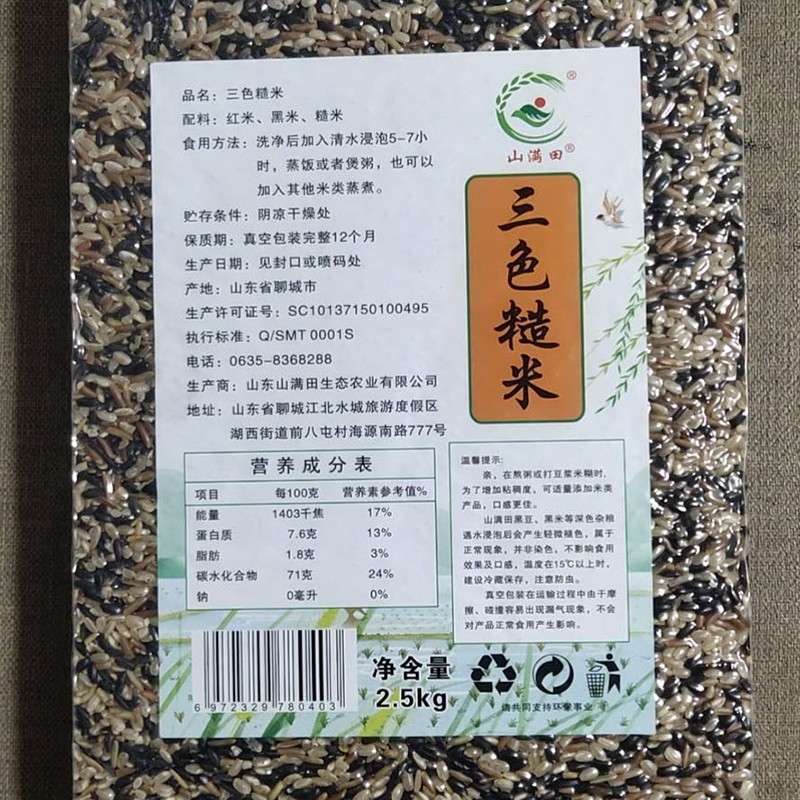 品名：三色糙米
配料：红米、黑米、糙米
食用方法：洗净后加入清水浸泡5-7小
时，蒸饭或者煲粥，也可以
加入其他米类蒸煮。
贮存条件：阴凉干燥处
保质期：真空包装完整12个月
生产日期：见封口或喷码处
产地：山东省聊城市
生产许可证号：SC10137150100495
执行标准：Q/SMT 0001S
电话：0635-8368288
生产商：山东山满田生态农业有限公司
地址：山东省聊城江北水城旅游度假区
湖西街道前八屯村海源南路777号
®
山满田®
三色糙米
营养成分表
项目 每100克 营养素参考值%
能量 1403千焦 17%
蛋白质 7.6克 13%
脂肪 1.8克 3%
碳水化合物 71克 24%
钠 0毫升 0%
温馨提示:
亲，在熬粥或打豆浆米糊时,
为了增加粘稠度，可适量添加米类
产品，口感更佳。
山满田黑豆、黑米等深色杂粮
遇水浸泡后会产生轻微褪色，属于
正常现象，并非染色，不影响食用
效果及口感，温度在15℃以上时，
建议冷藏保存，注意防虫。
真空包装在运输过程中由于摩
擦、碰撞容易出现漏气现象，不会
对产品正常食用产生影响。
6 972329 780403
净含量
2.5kg
请共同支持环保事业